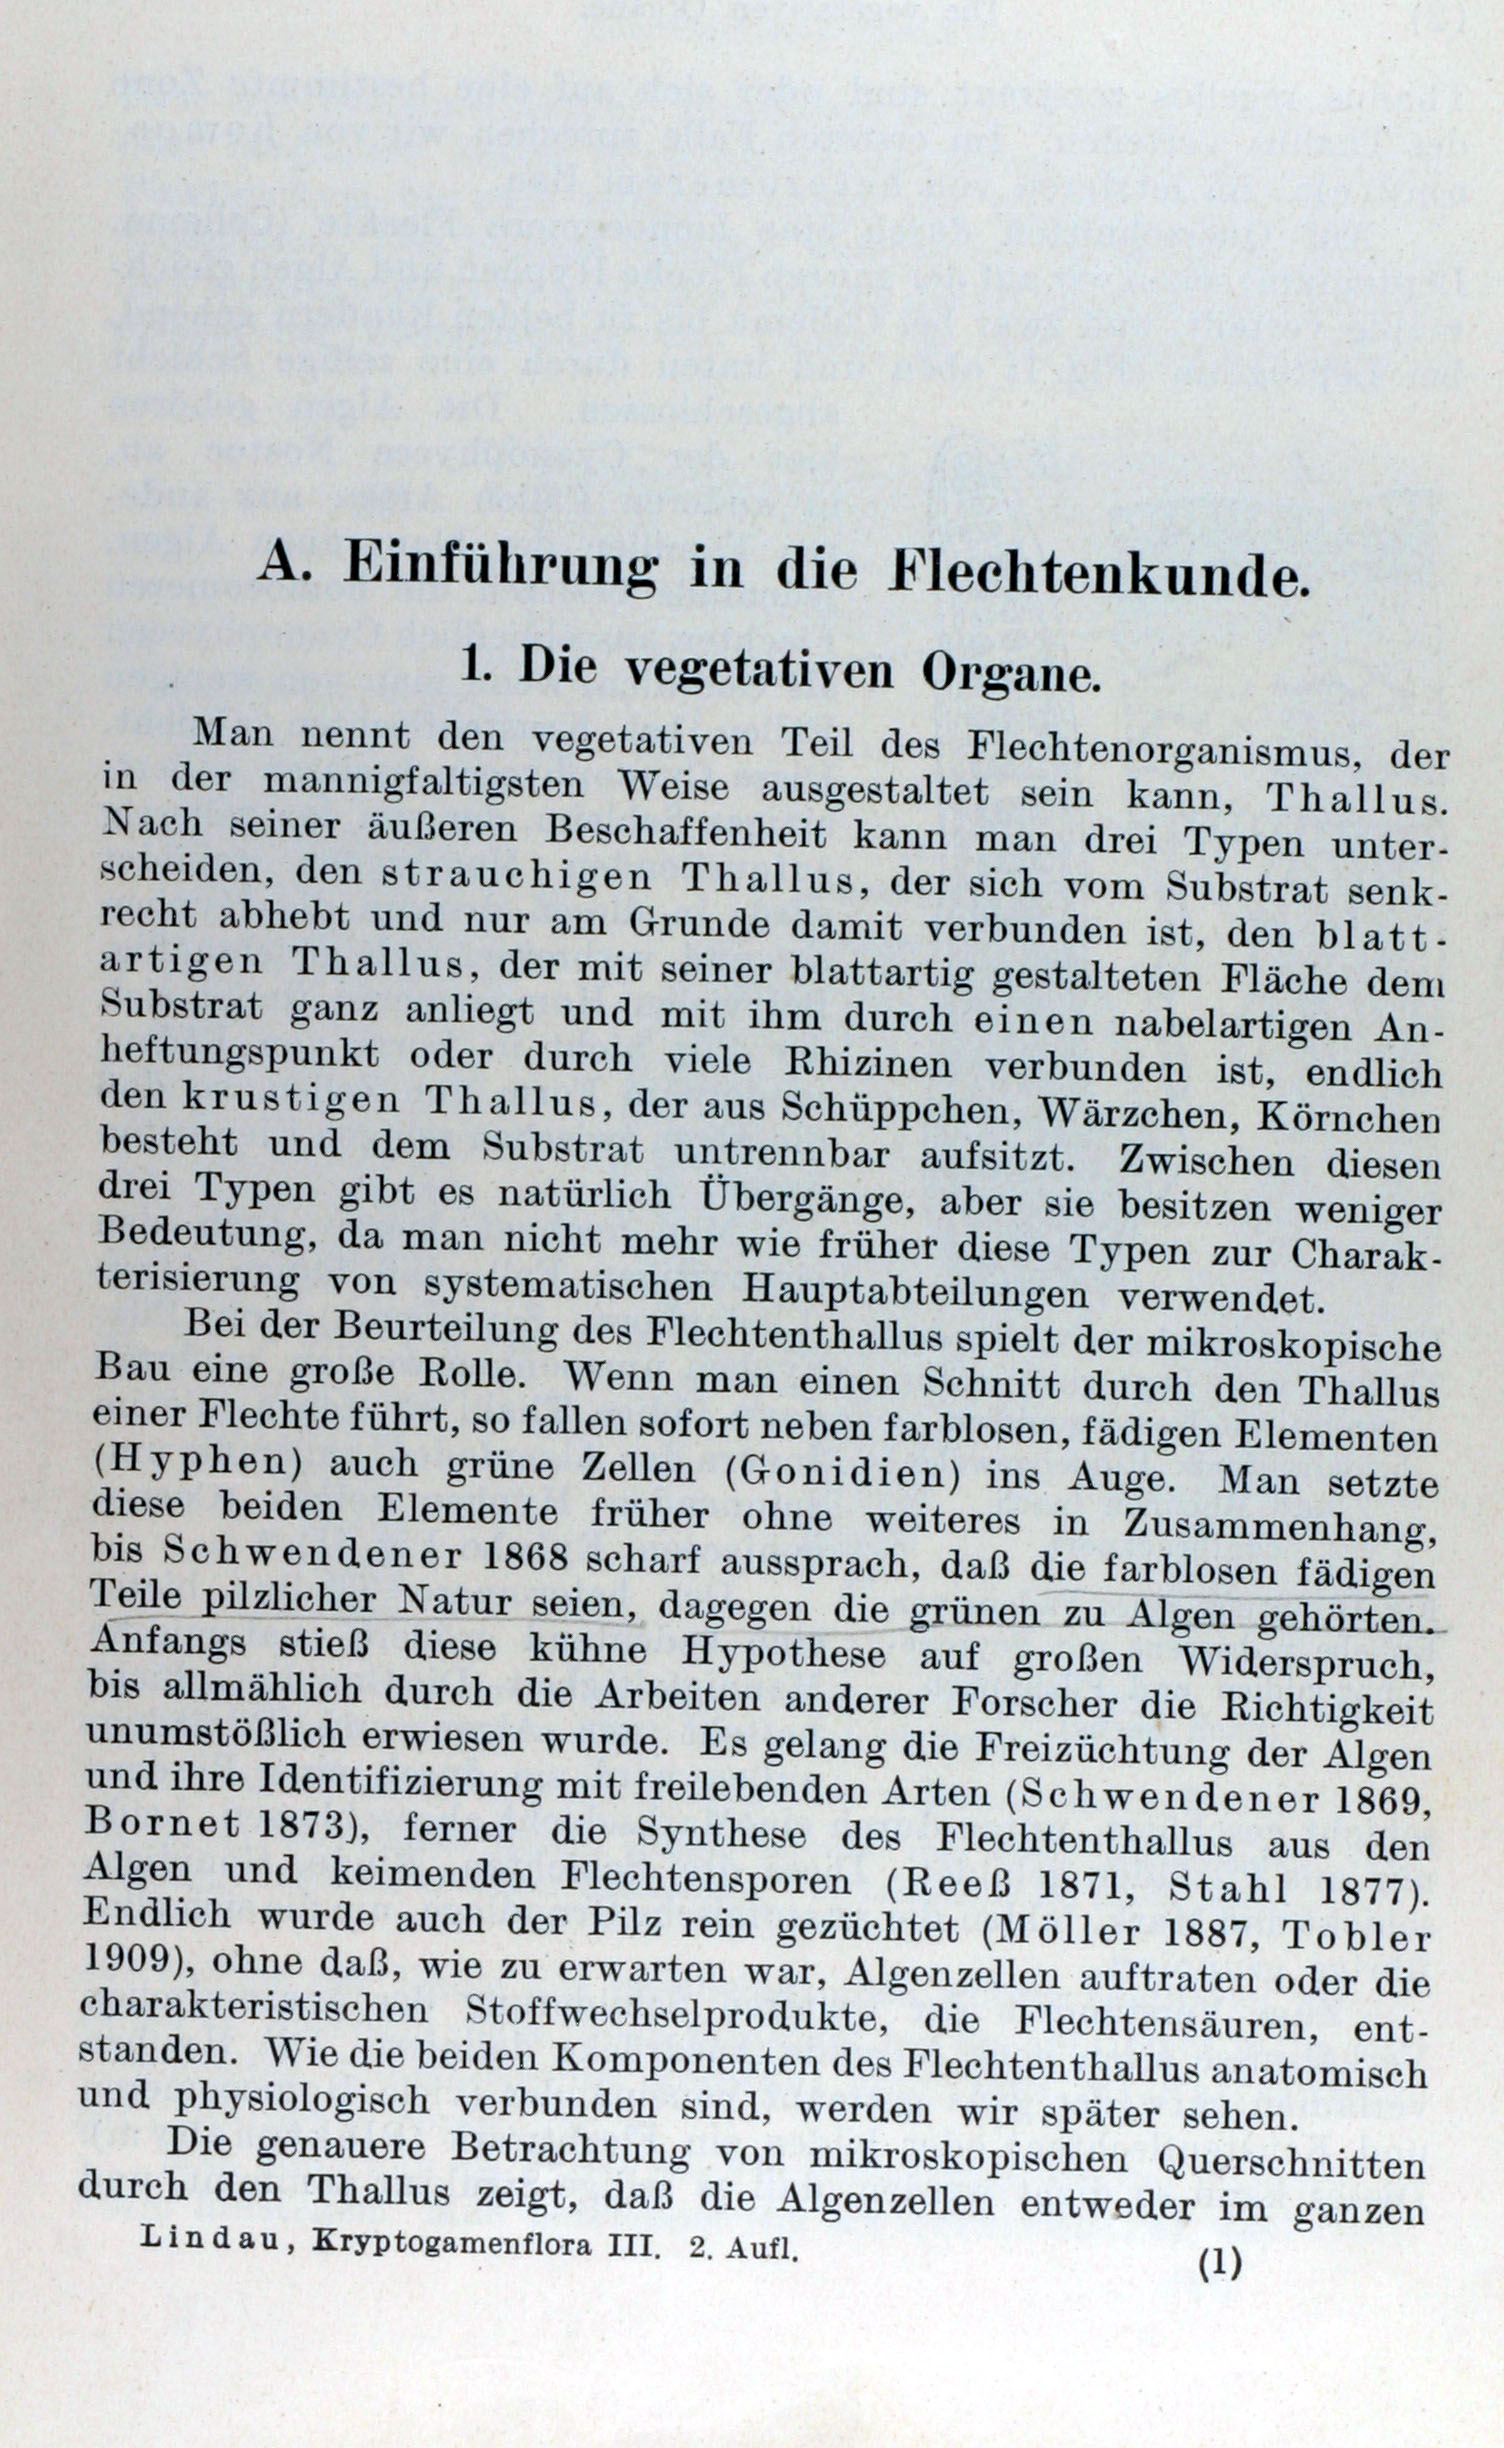 A. Einführung in die Flechtenkunde.
1. Die vegetativen Organe.
Man nennt den vegetativen Teil des Flechtenorganismus, der
in der mannigfaltigsten Weise ausgestaltet sein kann, Thallus.
Nach seiner äußeren Beschaffenheit kann man drei Typen unter-
scheiden, den strauchigen Thallus, der sich vom Substrat senk-
recht abhebt und nur am Grunde damit verbunden ist, den blatt-
artigen Thallus, der mit seiner blattartig gestalteten Fläche dem
Substrat ganz anliegt und mit ihm durch einen nabelartigen An-
heftungspunkt oder durch viele Rhizinen verbunden ist, endlich
den krustigen Thallus, der aus Schüppchen, Wärzchen, Körnchen
besteht und dem Substrat untrennbar aufsitzt. Zwischen diesen
drei Typen gibt es natürlich Übergänge, aber sie besitzen weniger
Bedeutung, da man nicht mehr wie früher diese Typen zur Charak-
terisierung von systematischen Hauptabteilungen verwendet.
Bei der Beurteilung des Flechtenthallus spielt der mikroskopische
Bau eine große Rolle. Wenn man einen Schnitt durch den Thallus
einer Flechte führt, so fallen sofort neben farblosen, fädigen Elementen
(Hyphen) auch grüne Zellen (Gonidien) ins Auge. Man setzte
diese beiden Elemente früher ohne weiteres in Zusammenhang,
bis Schwendener 1868 scharf aussprach, daß die farblosen fädigen
Teile pilzlicher Natur seien, dagegen die grünen zu Algen gehörten.
Anfangs stieß diese kühne Hypothese auf großen Widerspruch,
bis allmählich durch die Arbeiten anderer Forscher die Richtigkeit
unumstößlich erwiesen wurde. Es gelang die Freizüchtung der Algen
und ihre Identifizierung mit freilebenden Arten (Schwendener 1869,
Bornet 1873), ferner die Synthese des Flechtenthallus aus den
Algen und keimenden Flechtensporen (Reeß 1871, Stahl 1877).
Endlich wurde auch der Pilz rein gezüchtet (Möller 1887, Tobler
1909), ohne daß, wie zu erwarten war, Algenzellen auftraten oder die
charakteristischen Stoffwechselprodukte, die Flechtensäuren, ent-
standen. Wie die beiden Komponenten des Flechtenthallus anatomisch
und physiologisch verbunden sind, werden wir später sehen.
Die genauere Betrachtung von mikroskopischen Querschnitten
durch den Thallus zeigt, daß die Algenzellen entweder im ganzen
Lindau, Kryptogamenflora III. 2. Aufl.
(1)